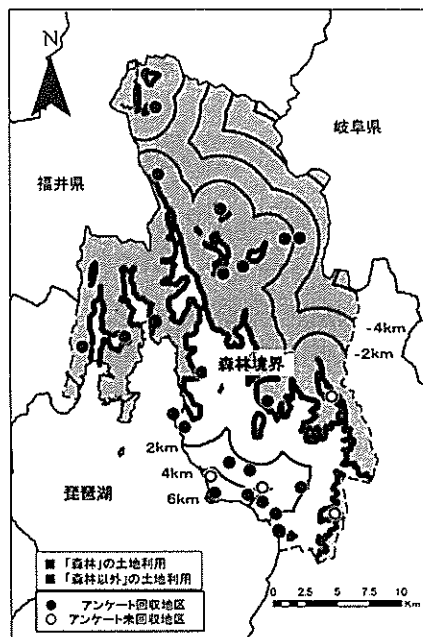 N
岐阜県
福井県
-4km
-2km
森林境界
2km
4km
6km
琵琶湖
「森林」の土地利用
「森林以外」の土地利用
アンケート回収地区
アンケート未回収地区
0 1.25 2.5 5 7.5 10
Km